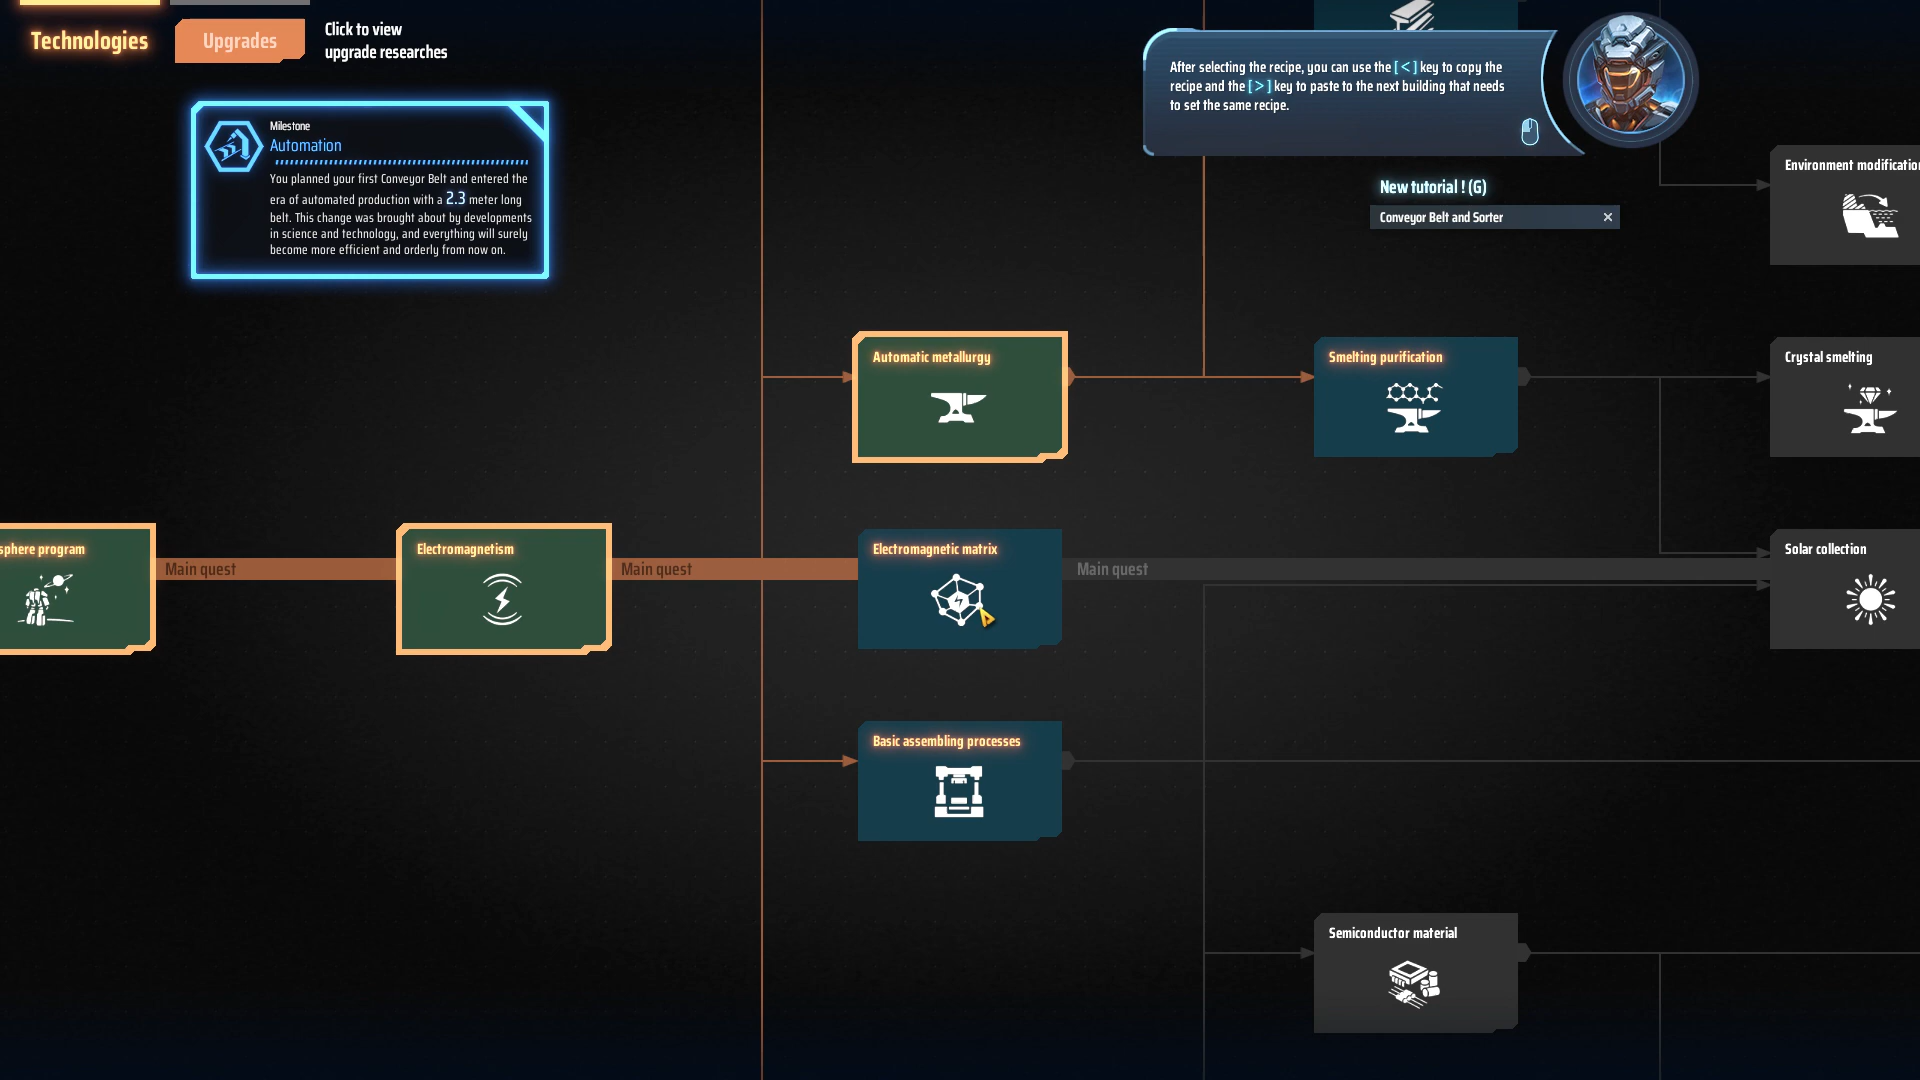 Technologies
Upgrades
Click to view
upgrade researches
Milestone
Automation
You planned your first Conveyor Belt and entered the
era of automated production with a 2.3 meter long
belt. This change was brought about by developments
in science and technology, and everything will surely
become more efficient and orderly from now on.
After selecting the recipe, you can use the [ < ] key to copy the
recipe and the [ > ] key to paste to the next building that needs
to set the same recipe.
New tutorial ! (G)
Conveyor Belt and Sorter
Environment modification
Automatic metallurgy
Smelting purification
Crystal smelting
sphere program
Main quest
Electromagnetism
Main quest
Electromagnetic matrix
Main quest
Solar collection
Basic assembling processes
Semiconductor material